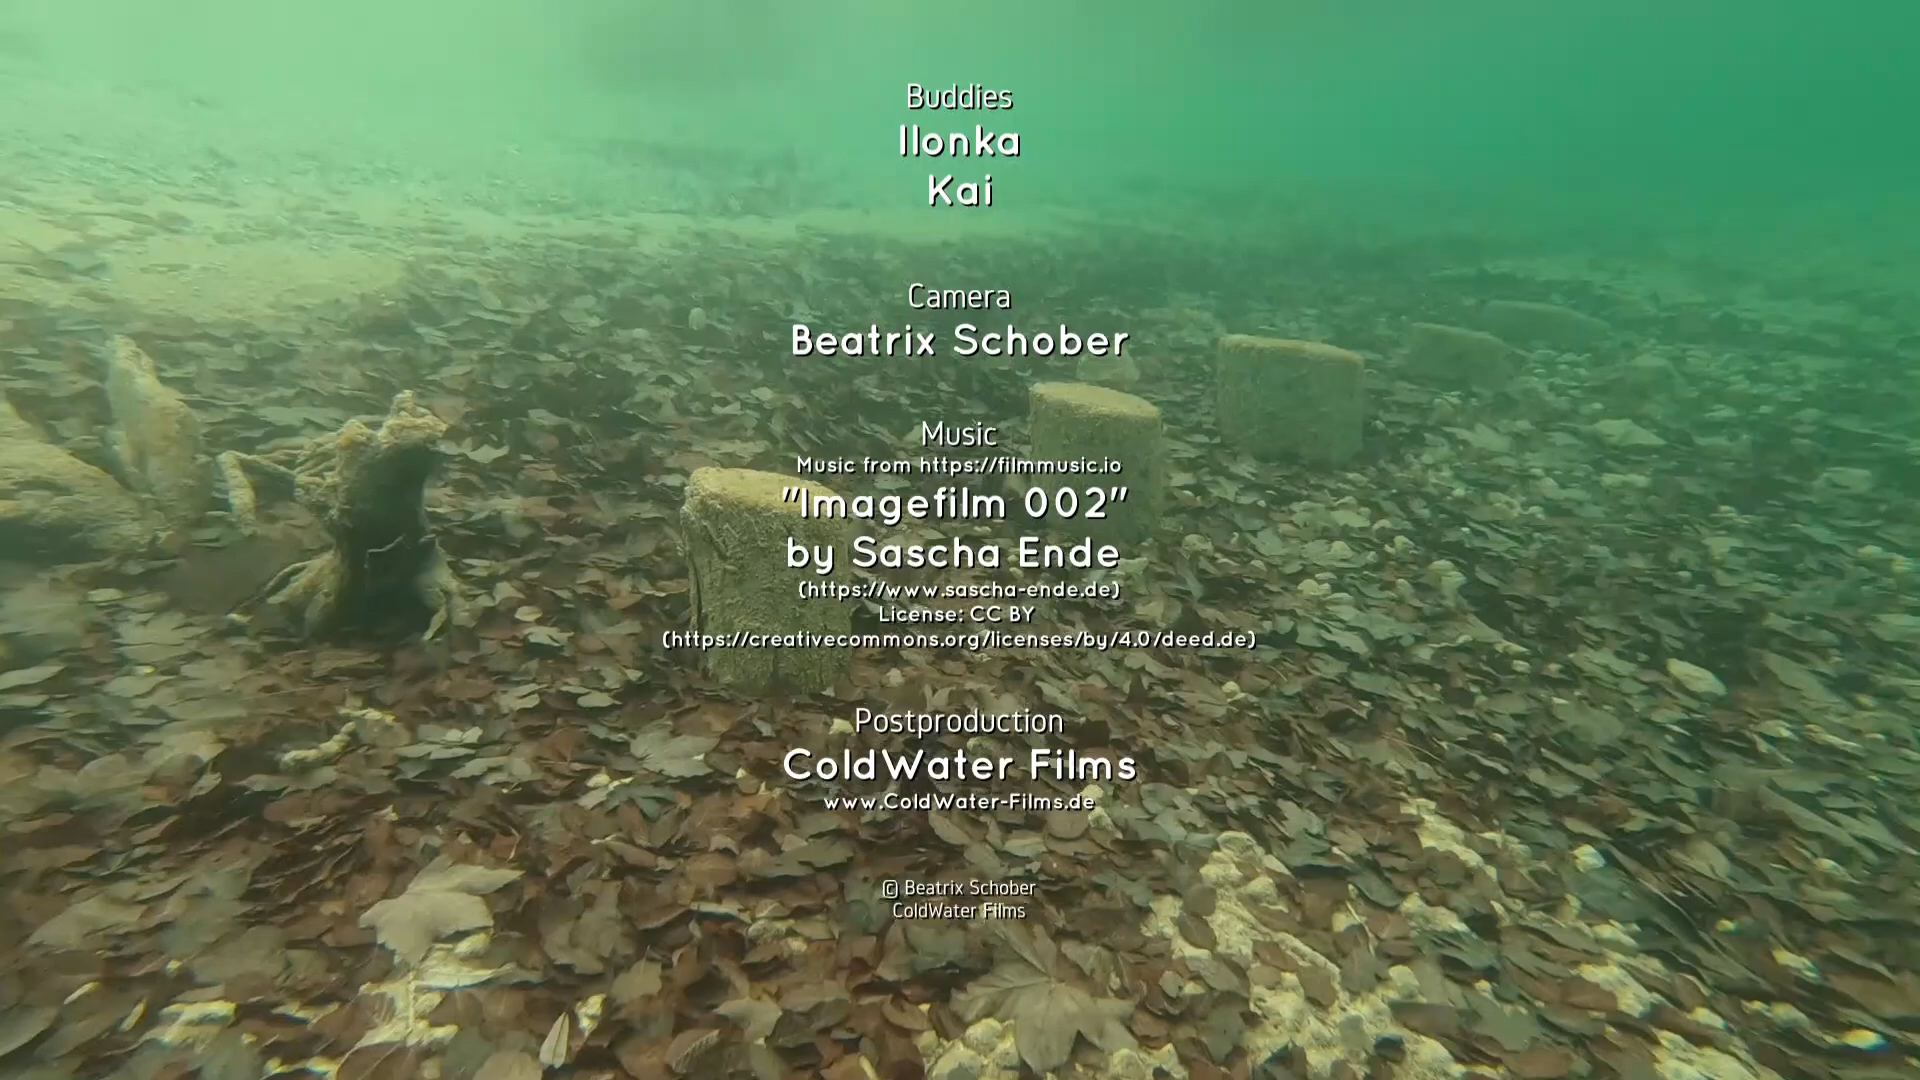 Buddies
Ilonka
Kai
Camera
Beatrix Schober
Music
Music from https://filmmusic.io
"Imagefilm 002"
by Sascha Ende
(https://www.sascha-ende.de)
License: CC BY
(https://creativecommons.org/licenses/by/4.0/deed.de)
Postproduction
ColdWater Films
www.ColdWater-Films.de
© Beatrix Schober
ColdWater Films